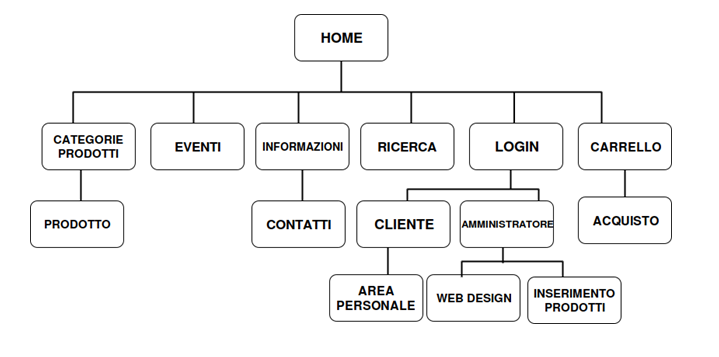 HOME
CATEGORIE
PRODOTTI
EVENTI
INFORMAZIONI
RICERCA
LOGIN
CARRELLO
PRODOTTO
CONTATTI
CLIENTE
AMMINISTRATORE
ACQUISTO
AREA
PERSONALE
WEB DESIGN
INSERIMENTO
PRODOTTI